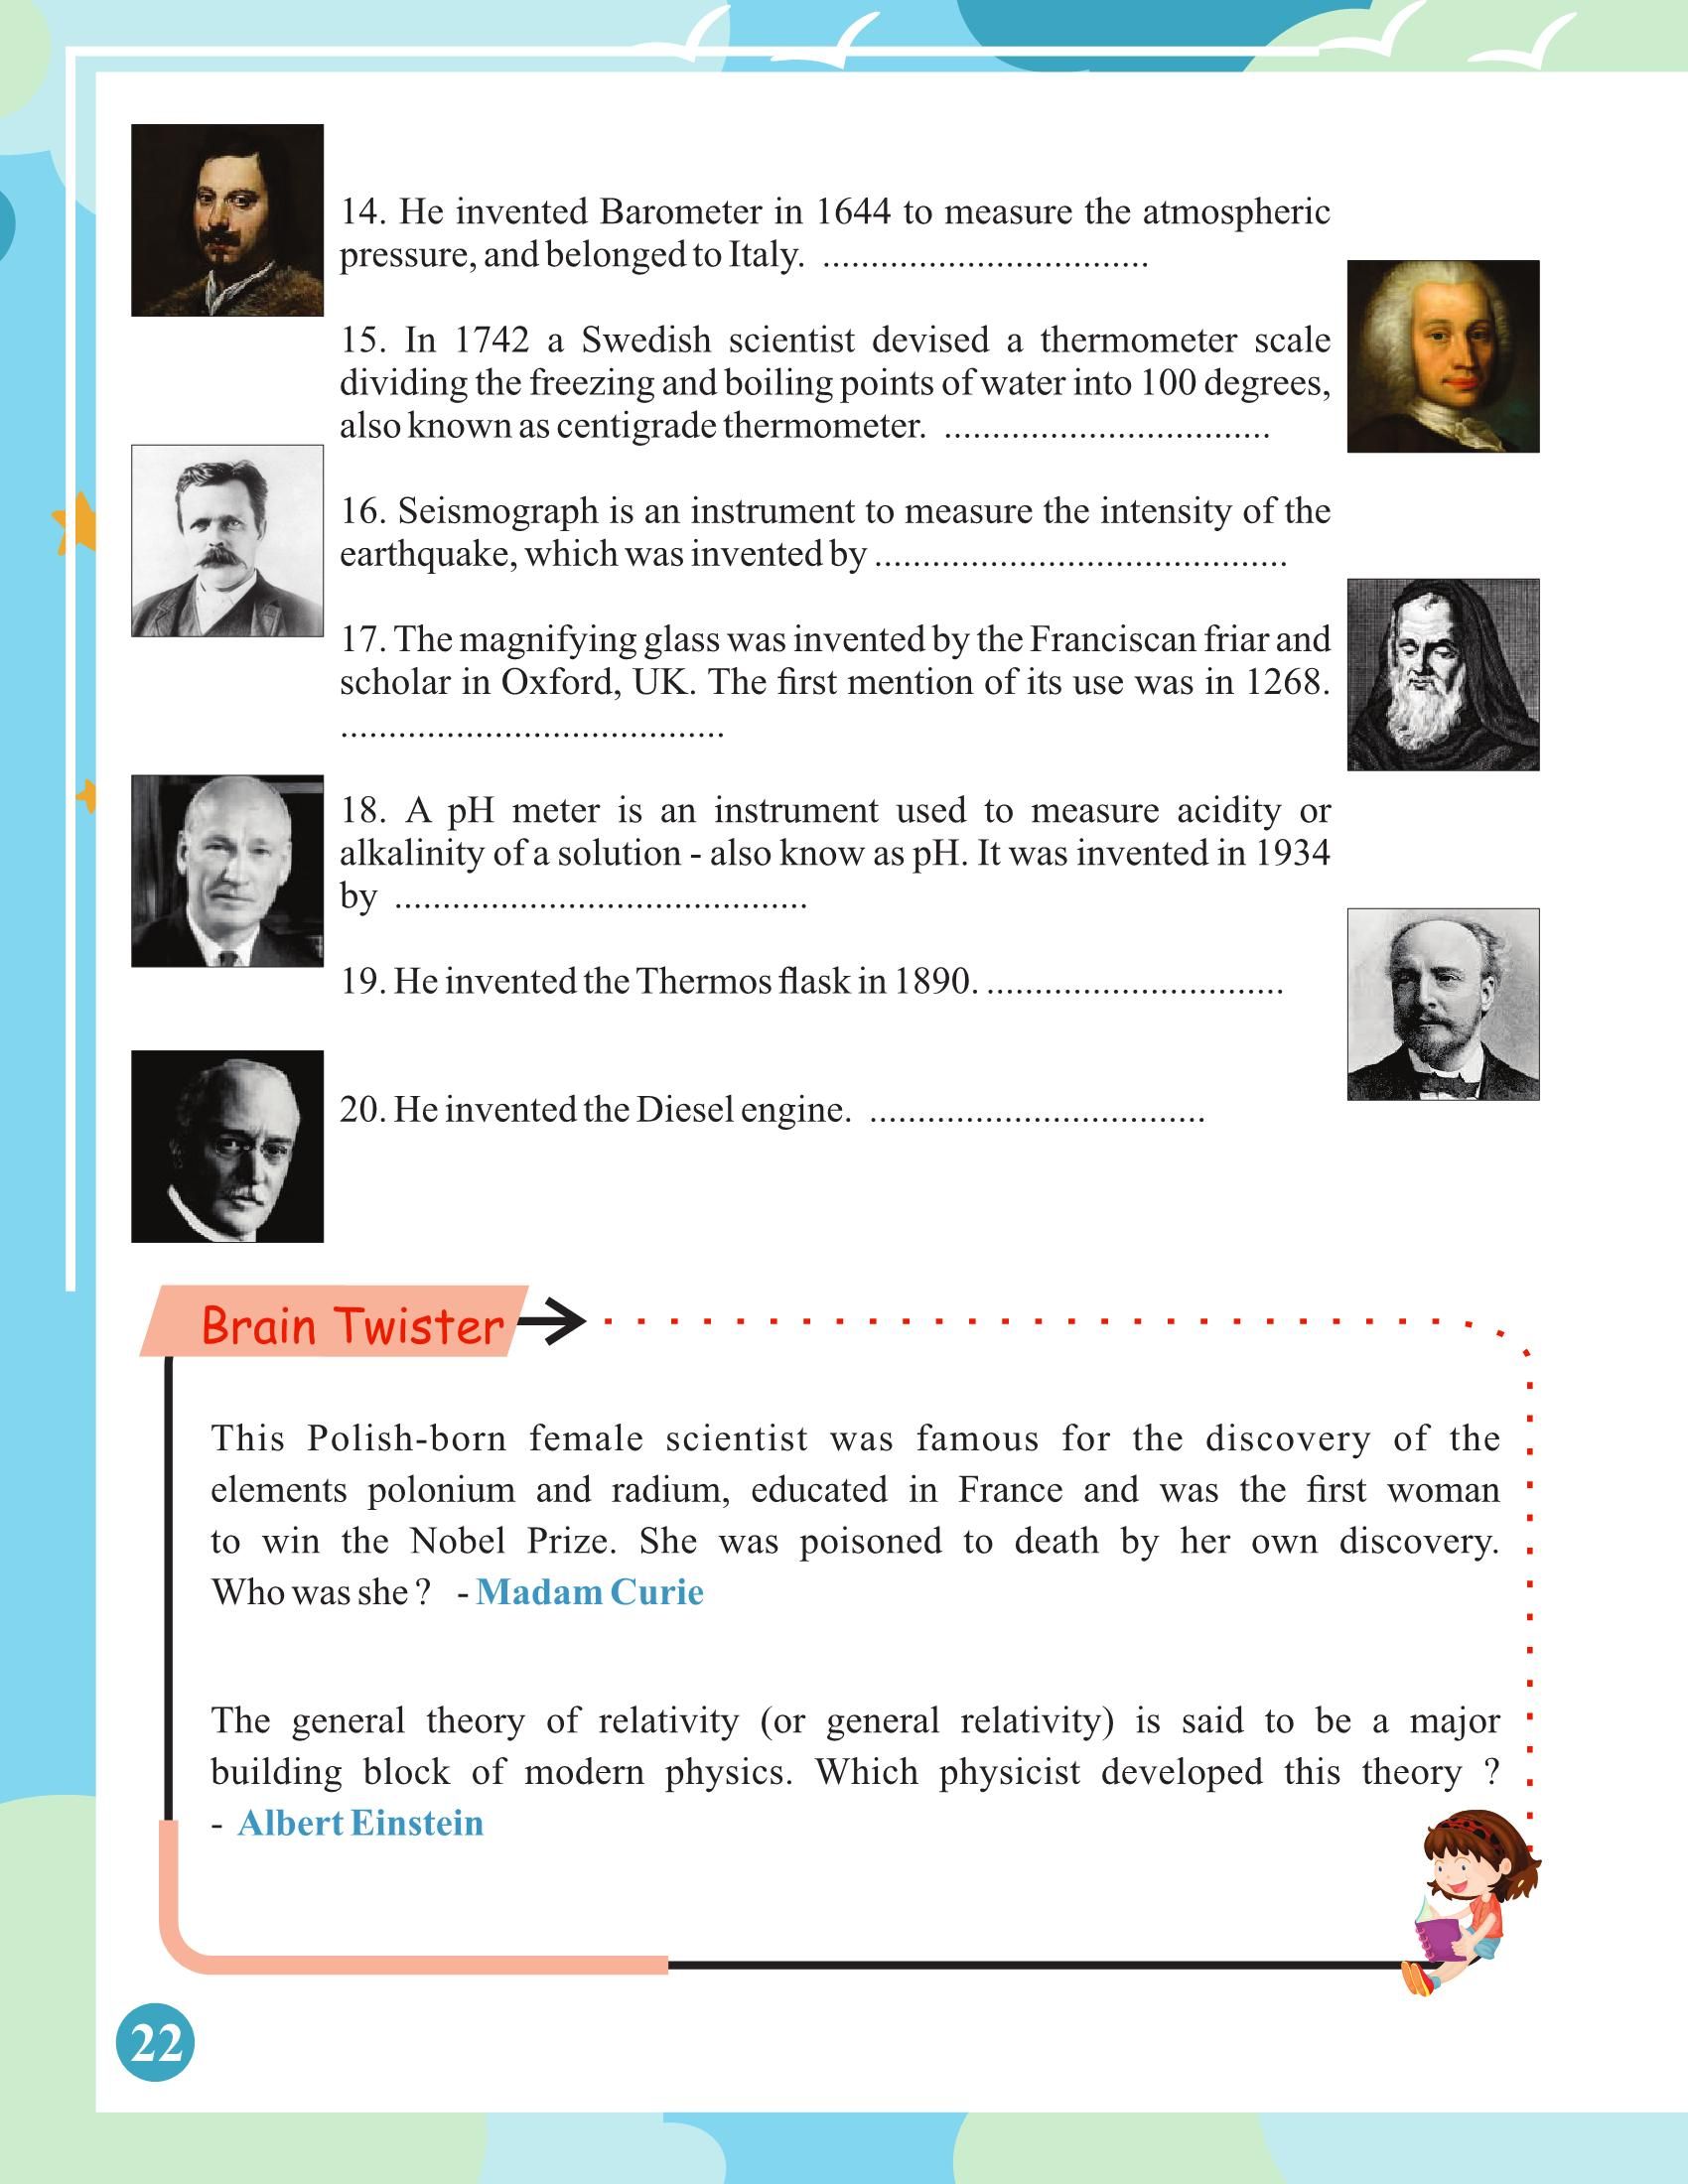 14. He invented Barometer in 1644 to measure the atmospheric
pressure, and belonged to Italy. ..................................
15. In 1742 a Swedish scientist devised a thermometer scale
dividing the freezing and boiling points of water into 100 degrees,
also known as centigrade thermometer. ..................................
16. Seismograph is an instrument to measure the intensity of the
earthquake, which was invented by ...........................................
17. The magnifying glass was invented by the Franciscan friar and
scholar in Oxford, UK. The first mention of its use was in 1268.
........................................
18. A pH meter is an instrument used to measure acidity or
alkalinity of a solution - also know as pH. It was invented in 1934
by ...........................................
19. He invented the Thermos flask in 1890. ...............................
20. He invented the Diesel engine. ...................................
Brain Twister
This Polish-born female scientist was famous for the discovery of the
elements polonium and radium, educated in France and was the first woman
to win the Nobel Prize. She was poisoned to death by her own discovery.
Who was she ? - Madam Curie
The general theory of relativity (or general relativity) is said to be a major
building block of modern physics. Which physicist developed this theory ?
- Albert Einstein
22